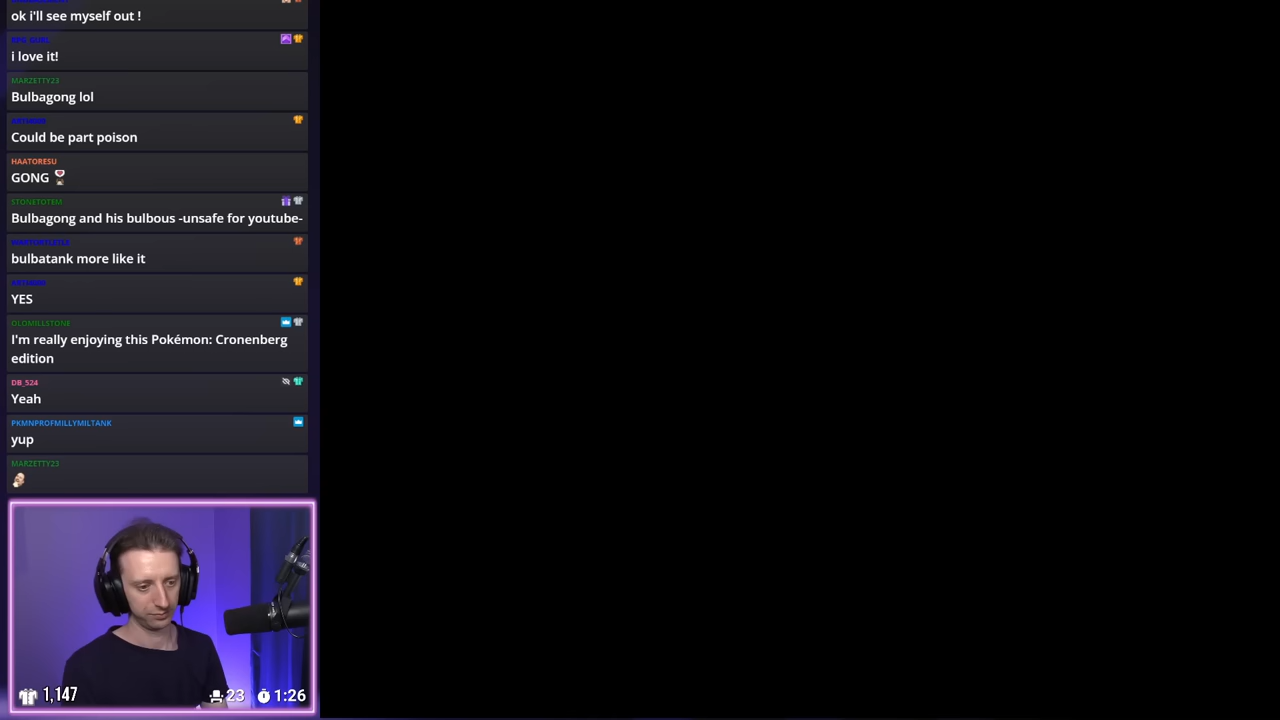 ok i'll see myself out !
i love it!
MARZETTY23
Bulbagong lol
Could be part poison
HAATORESU
GONG
STONETOTEM
Bulbagong and his bulbous -unsafe for youtube-
bulbatank more like it
YES
OLDMILLSTONE
I'm really enjoying this Pokémon: Cronenberg
edition
DB_524
Yeah
PKMNPROFMILLYMILTANK
yup
MARZETTY23
1,147
23
1:26